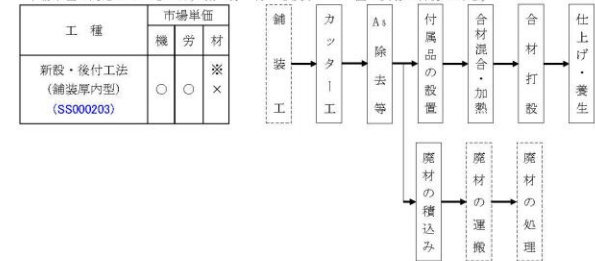 工 種
市場単価
機 労 材
新設・後付工法
(舗装厚内型)
(SS000203)
○ ○ ※
×
舗装工
カッター工
As除去等
付属品の設置
合材混合・加熱
合材打設
仕上げ・養生
廃材の積込み
廃材の運搬
廃材の処理